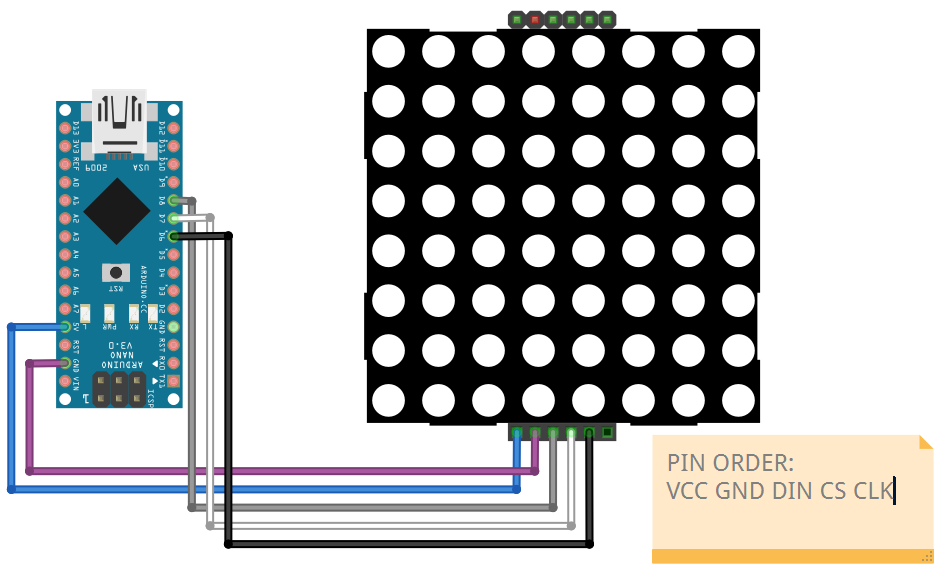 D13
3V3
REF
A0
A1
A2
A3
A4
A5
A6
A7
5V
RST
GND
VIN
USA 2009
RST
ARDUINO.CC
TX RX PWR L
ARDUINO
NANO
V3.0
ICSP
1
D12
D11
D10
D9
D8
D7
D6
D5
D4
D3
D2
GND
RST
RX0
TX1
PIN ORDER:
VCC GND DIN CS CLK